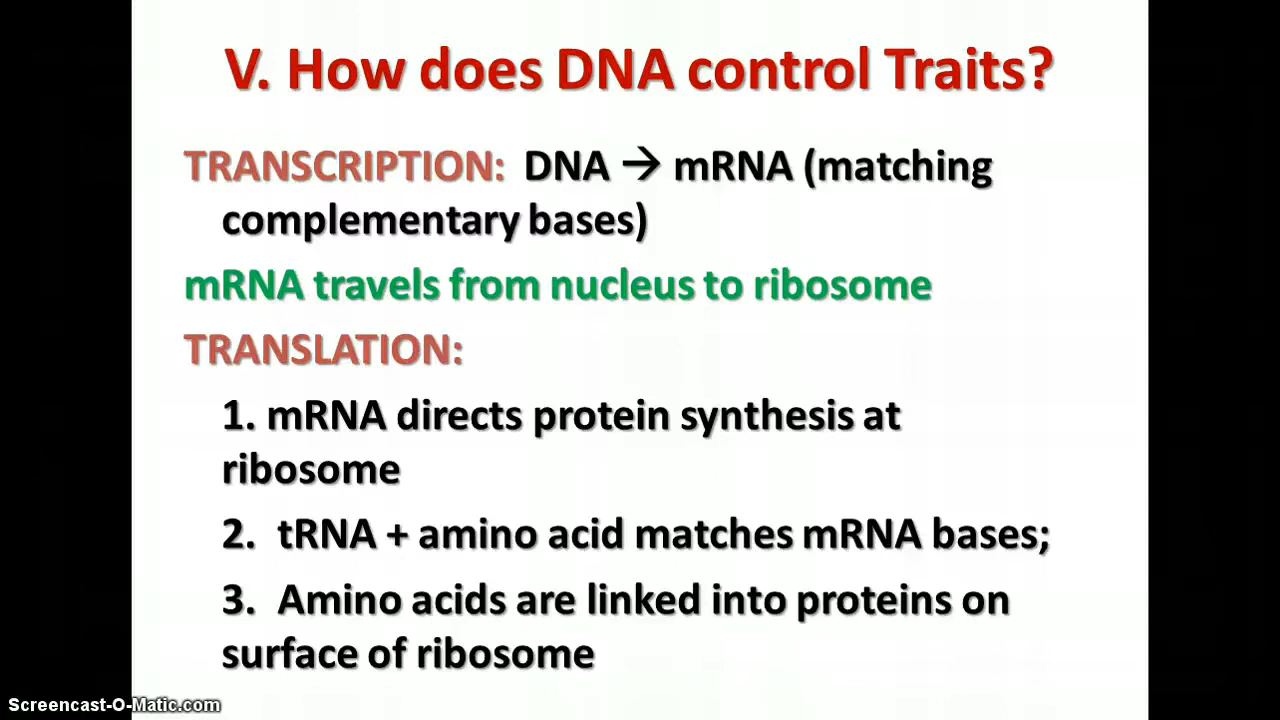 V. How does DNA control Traits?
TRANSCRIPTION: DNA → mRNA (matching
complementary bases)
mRNA travels from nucleus to ribosome
TRANSLATION:
1. mRNA directs protein synthesis at
ribosome
2. tRNA + amino acid matches mRNA bases;
3. Amino acids are linked into proteins on
surface of ribosome
Screencast-O-Matic.com